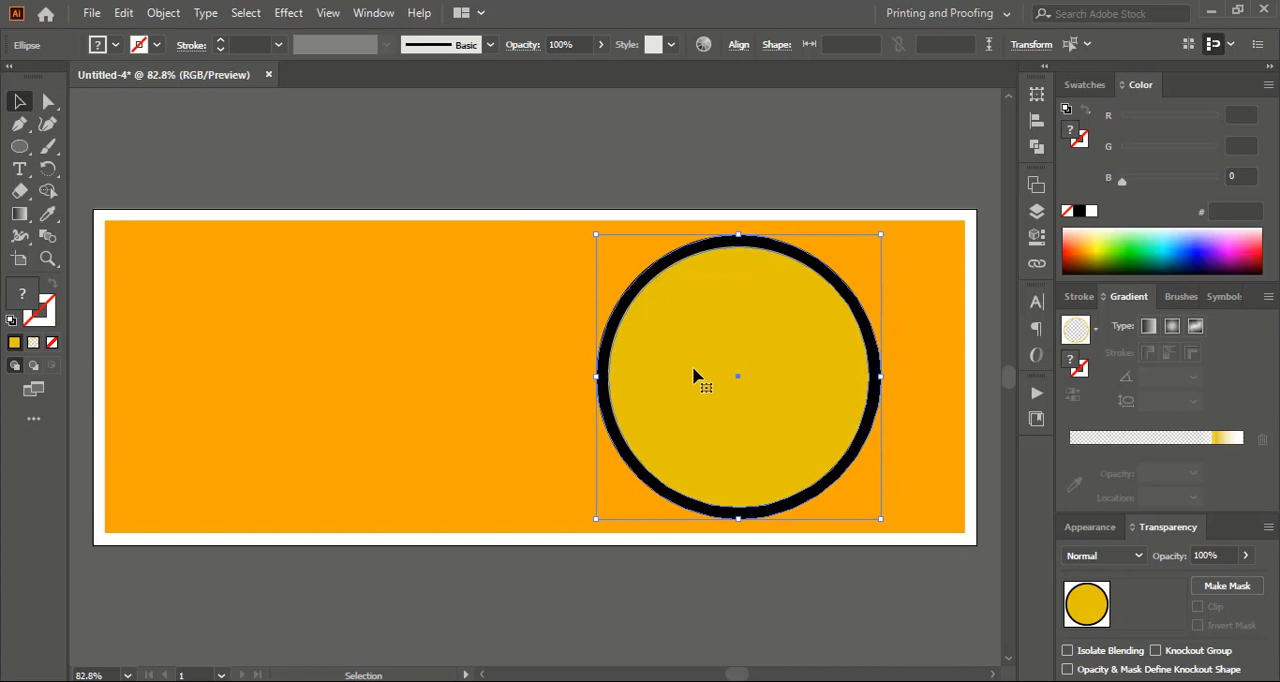 Ai File Edit Object Type Select Effect View Window Help Printing and Proofing Search Adobe Stock
Ellipse ? Stroke: Basic Opacity: 100% Style: Align Shape: Transform
Untitled-4* @ 82.8% (RGB/Preview)
Swatches Color
? R
G
B 0
#
?
Stroke Gradient Brushes Symbols
Type:
Stroke:
?
Opacity:
Location:
Appearance Transparency
Normal Opacity: 100%
Make Mask
Clip
Invert Mask
Isolate Blending Knockout Group
Opacity & Mask Define Knockout Shape
82.8% 1 Selection